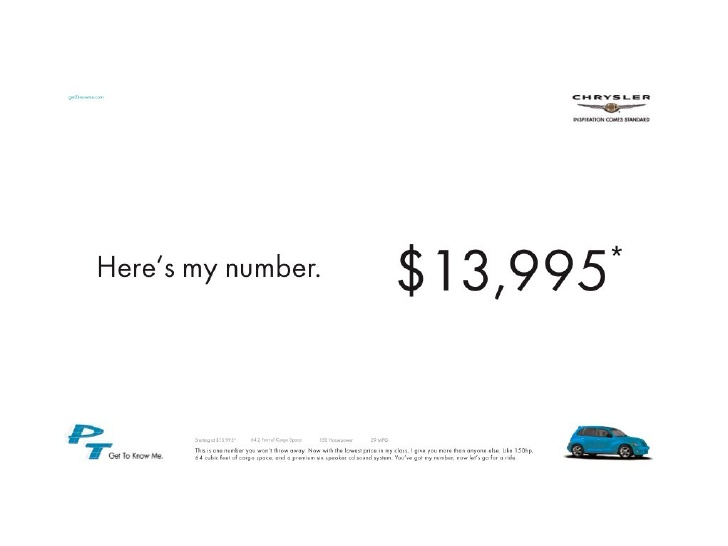 CHRYSLER
INSPIRATION COMES STANDARD
Here's my number.
$13,995*
PT
Get To Know Me.
Starting at $13,995* 64.2 Feet of Cargo Space 150 Horsepower 29 MPG
This is one number you won't throw away. Now with the lowest price in my class, I give you more than anyone else. Like 150hp,
64 cubic feet of cargo space, and a premium six speaker cd sound system. You've got my number, now let's go for a ride.